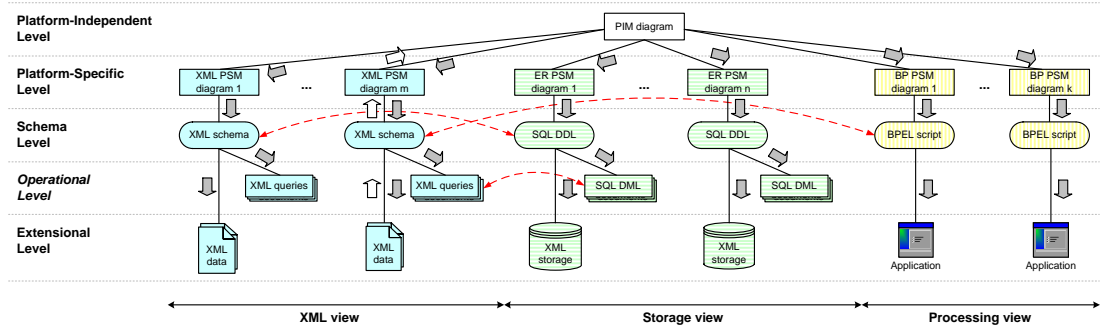 Platform-Independent
Level
PIM diagram
Platform-Specific
Level
XML PSM
diagram 1
...
XML PSM
diagram m
ER PSM
diagram 1
...
ER PSM
diagram n
BP PSM
diagram 1
...
BP PSM
diagram k
Schema
Level
XML schema
XML schema
SQL DDL
SQL DDL
BPEL script
BPEL script
Operational
Level
XML queries
XML queries
SQL DML
SQL DML
Extensional
Level
XML
data
XML
data
XML
storage
XML
storage
Application
Application
XML view
Storage view
Processing view